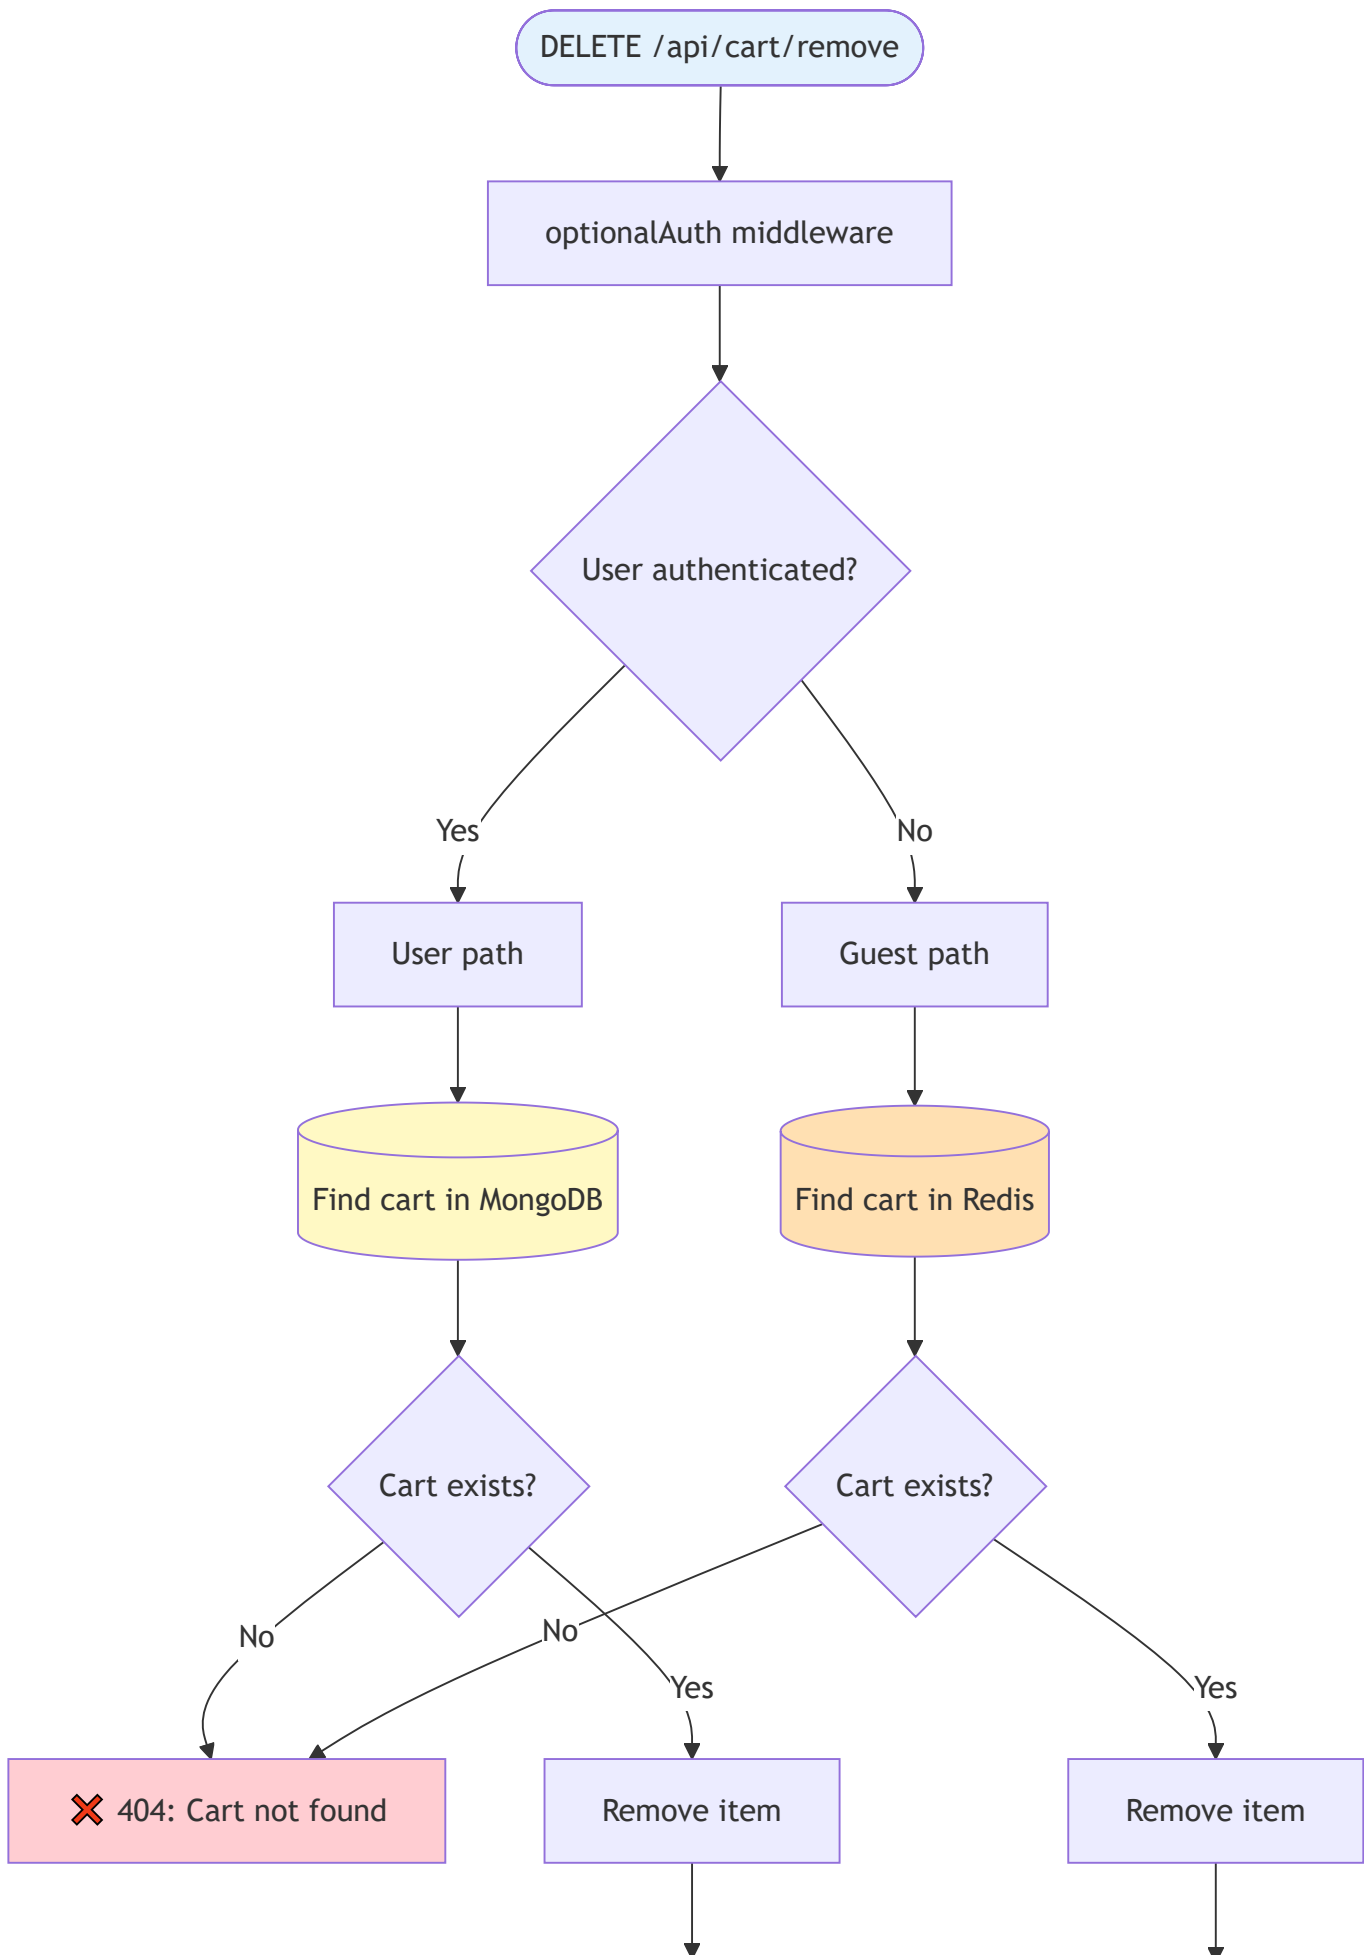 DELETE /api/cart/remove
optionalAuth middleware
User authenticated?
Yes
No
User path
Guest path
Find cart in MongoDB
Find cart in Redis
Cart exists?
Cart exists?
No
No
Yes
Yes
❌ 404: Cart not found
Remove item
Remove item